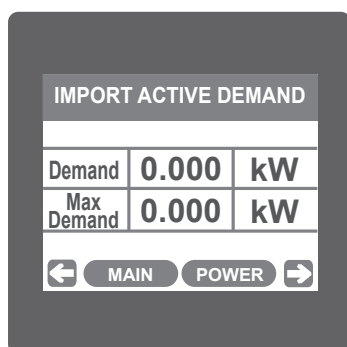 IMPORT ACTIVE DEMAND
Demand 0.000 kW
Max
Demand 0.000 kW
MAIN POWER